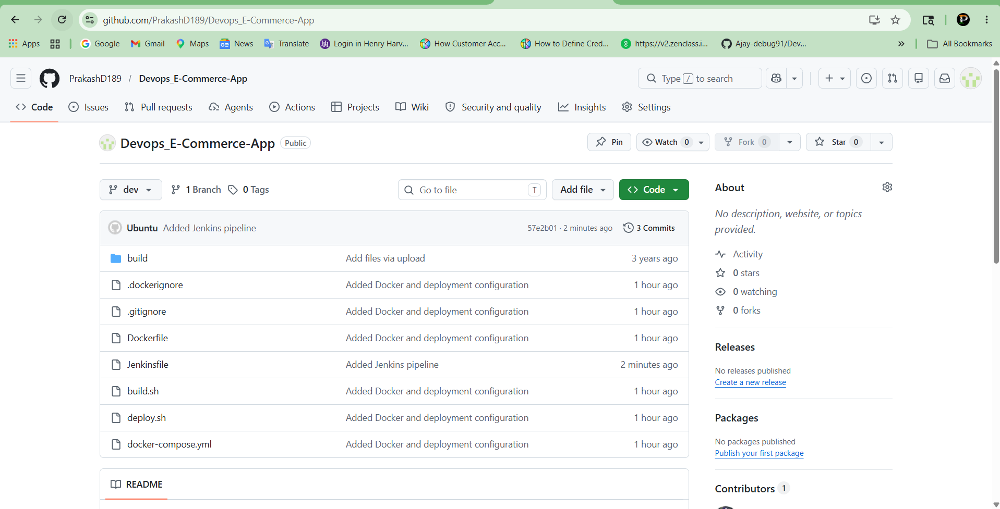 github.com/PrakashD189/Devops_E-Commerce-App
Apps Google Gmail Maps News Translate Login in Henry Harv... How Customer Acc... How to Define Cred... https://v2.zenclass.i... Ajay-debug91/Dev... » All Bookmarks
PrakashD189 / Devops_E-Commerce-App Type / to search
Code Issues Pull requests Agents Actions Projects Wiki Security and quality Insights Settings
Devops_E-Commerce-App Public Pin Watch 0 Fork 0 Star 0
dev 1 Branch 0 Tags Go to file T Add file Code
About
No description, website, or topics
provided.
Ubuntu Added Jenkins pipeline 57e2b01 · 2 minutes ago 3 Commits
build Add files via upload 3 years ago
.dockerignore Added Docker and deployment configuration 1 hour ago
.gitignore Added Docker and deployment configuration 1 hour ago
Dockerfile Added Docker and deployment configuration 1 hour ago
Jenkinsfile Added Jenkins pipeline 2 minutes ago
build.sh Added Docker and deployment configuration 1 hour ago
deploy.sh Added Docker and deployment configuration 1 hour ago
docker-compose.yml Added Docker and deployment configuration 1 hour ago
README
Activity
0 stars
0 watching
0 forks
Releases
No releases published
Create a new release
Packages
No packages published
Publish your first package
Contributors 1